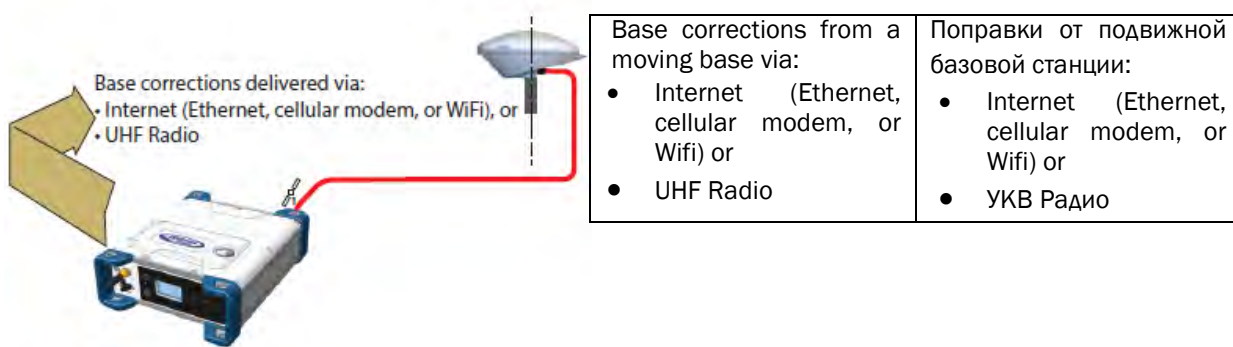 Base corrections delivered via:
• Internet (Ethernet, cellular modem, or WiFi), or
• UHF Radio
Base corrections from a
moving base via:
• Internet (Ethernet,
cellular modem, or
Wifi) or
• UHF Radio
Поправки от подвижной
базовой станции:
• Internet (Ethernet,
cellular modem, or
Wifi) or
• УКВ Радио